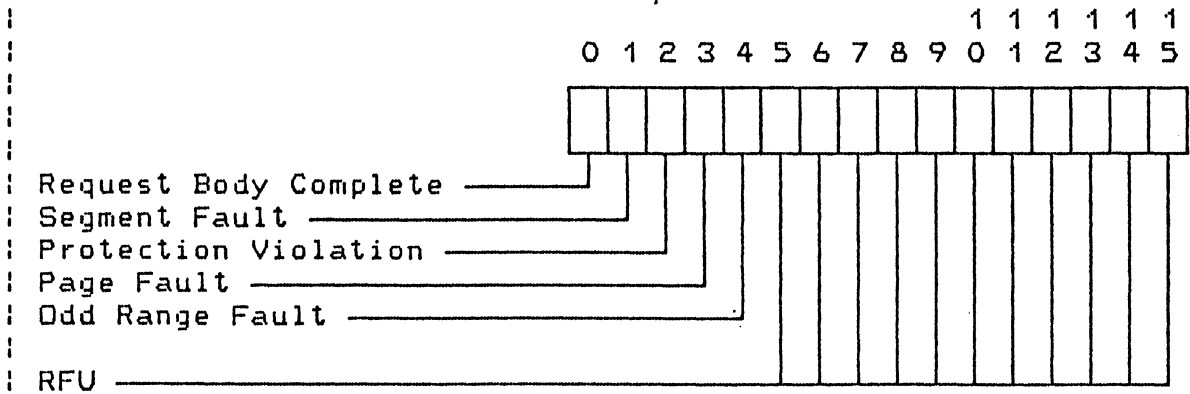 1 1 1 1 1 1
0 1 2 3 4 5 6 7 8 9 0 1 2 3 4 5
Request Body Complete
Segment Fault
Protection Violation
Page Fault
Odd Range Fault
RFU